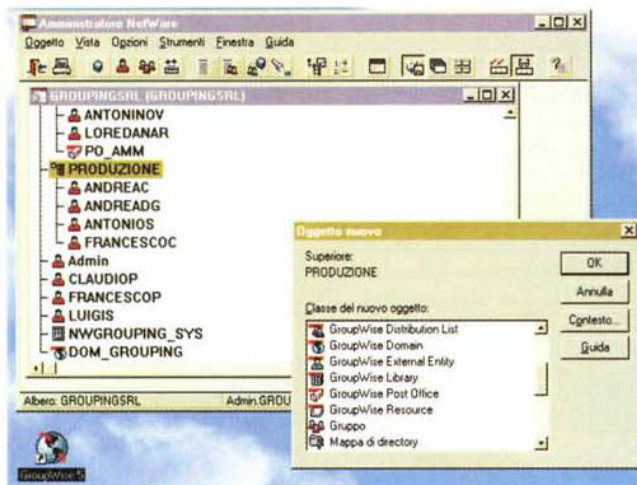 Amministratore NetWare
Oggetto Vista Opzioni Strumenti Finestra Guida
GROUPINGSRL (GROUPINGSRL)
ANTONINOV
LOREDANAR
PO_AMM
PRODUZIONE
ANDREAC
ANDREADG
ANTONIOS
FRANCESCOC
Admin
CLAUDIOP
FRANCESCOP
LUIGIS
NWGROUPING_SYS
DOM_GROUPING
Albero: GROUPINGSRL Admin.GROU
Oggetto nuovo
Superiore:
PRODUZIONE
Classe del nuovo oggetto:
GroupWise Distribution List
GroupWise Domain
GroupWise External Entity
GroupWise Library
GroupWise Post Office
GroupWise Resource
Gruppo
Mappa di directory
OK
Annulla
Contesto...
Guida
GroupWise 5